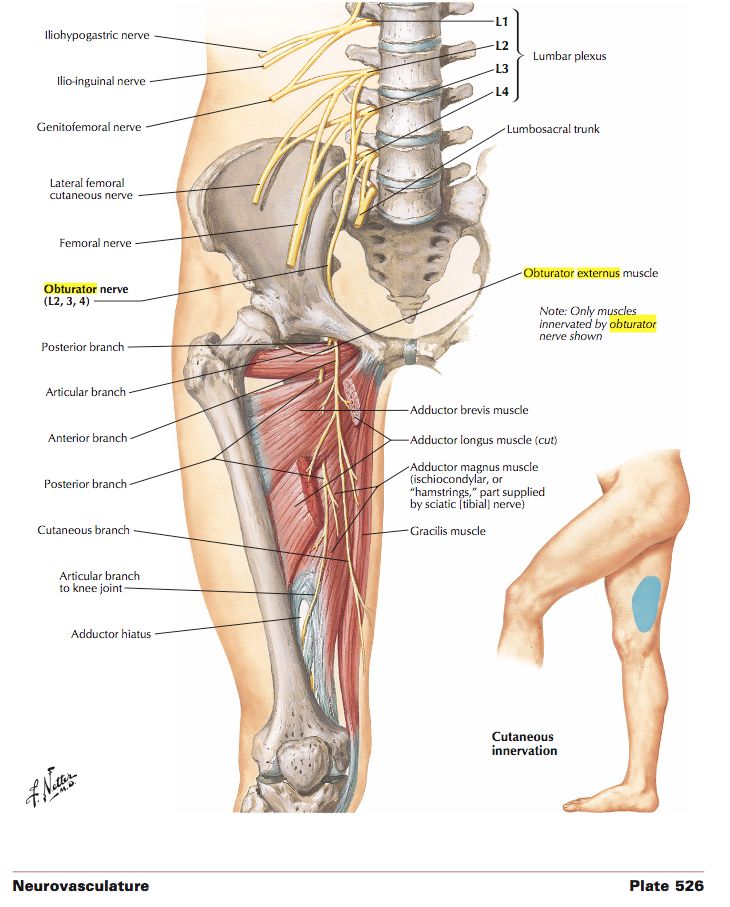 Iliohypogastric nerve
Ilio-inguinal nerve
Genitofemoral nerve
Lateral femoral
cutaneous nerve
Femoral nerve
Obturator nerve
(L2, 3, 4)
Posterior branch
Articular branch
Anterior branch
Posterior branch
Cutaneous branch
Articular branch
to knee joint
Adductor hiatus
L1
L2
L3
L4
Lumbar plexus
Lumbosacral trunk
Obturator externus muscle
Note: Only muscles
innervated by obturator
nerve shown
Adductor brevis muscle
Adductor longus muscle (cut)
Adductor magnus muscle
(ischiocondylar, or
“hamstrings,” part supplied
by sciatic [tibial] nerve)
Gracilis muscle
Cutaneous
innervation
F. Netter
M.D.
Neurovasculature
Plate 526